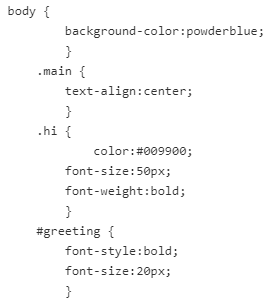 body {
background-color:powderblue;
}
.main {
text-align:center;
}
.hi {
color:#009900;
font-size:50px;
font-weight:bold;
}
#greeting {
font-style:bold;
font-size:20px;
}